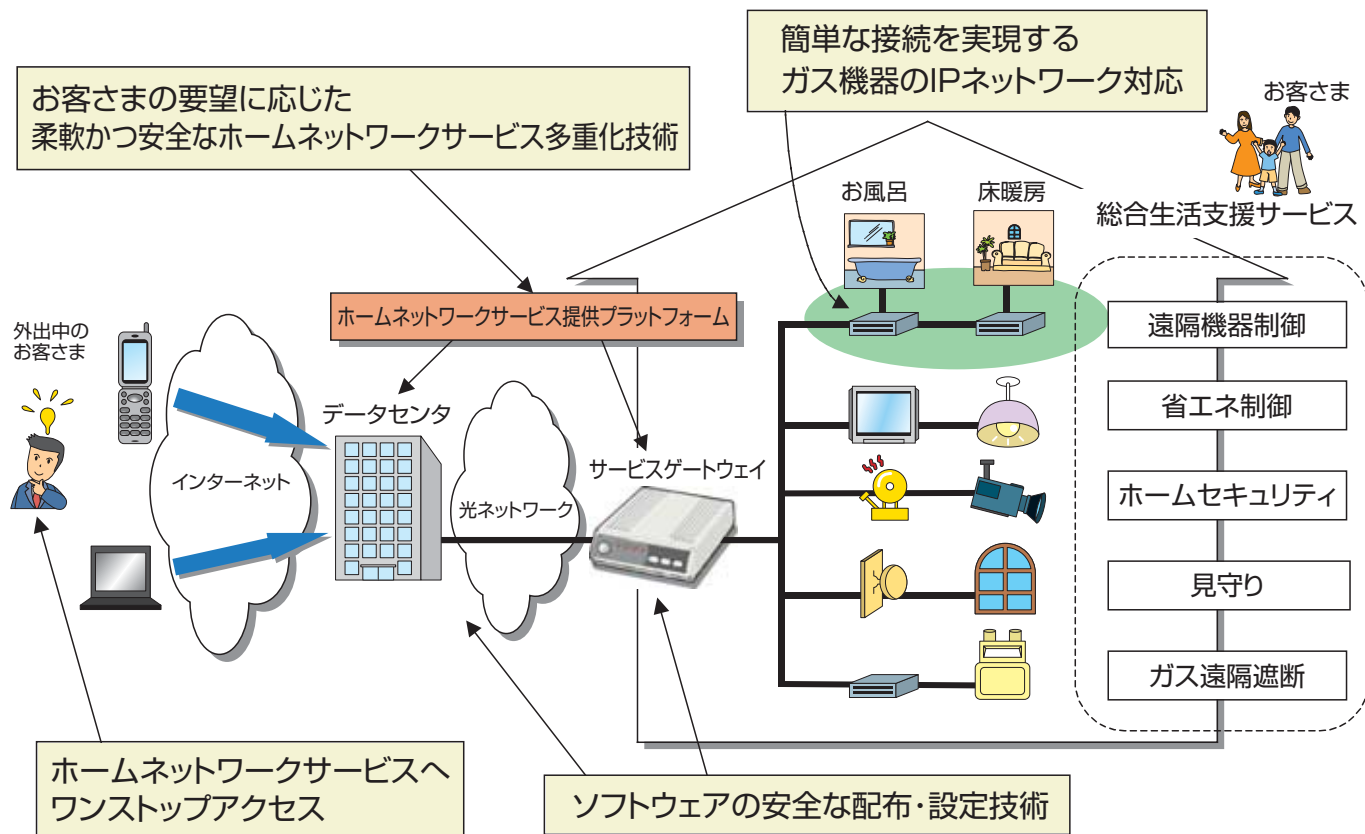 簡単な接続を実現する
ガス機器のIPネットワーク対応
お客さまの要望に応じた
柔軟かつ安全なホームネットワークサービス多重化技術
お客さま
お風呂
床暖房
総合生活支援サービス
ホームネットワークサービス提供プラットフォーム
外出中の
お客さま
データセンタ
インターネット
光ネットワーク
サービスゲートウェイ
遠隔機器制御
省エネ制御
ホームセキュリティ
見守り
ガス遠隔遮断
ホームネットワークサービスへ
ワンストップアクセス
ソフトウェアの安全な配布・設定技術